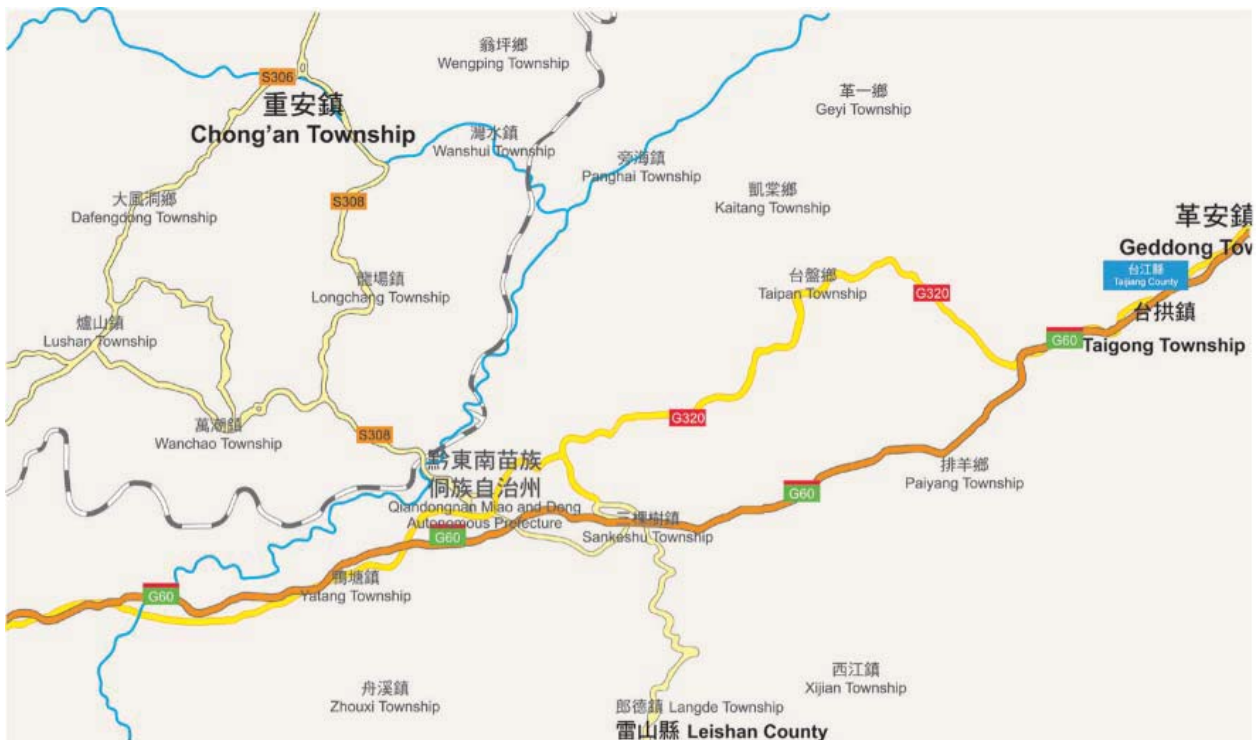 翁坪鄉
Wengping Township
S306
重安鎮
Chong'an Township
革一鄉
Geyi Township
灣水鎮
Wanshui Township
旁海鎮
Panghai Township
凱棠鄉
Kaitang Township
大風洞鄉
Dafengdong Township
S308
革安鎮
Geddong Tow
台江縣
Taijiang County
龍場鎮
Longchang Township
台盤鄉
Taipan Township
G320
爐山鎮
Lushan Township
台拱鎮
G60
Taigong Township
萬潮鎮
Wanchao Township
S308
G320
黔東南苗族
侗族自治州
Qiandongnan Miao and Dong
Autonomous Prefecture
排羊鄉
Paiyang Township
G60
G60
三棵樹鎮
Sankeshu Township
鴨塘鎮
Yatang Township
G60
舟溪鎮
Zhouxi Township
西江鎮
Xijian Township
郎德鎮 Langde Township
雷山縣 Leishan County